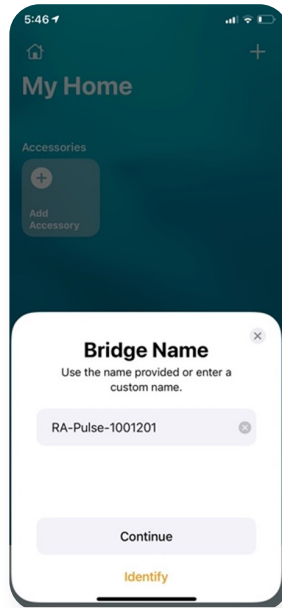 5:46
My Home
Accessories
Add
Accessory
Bridge Name
Use the name provided or enter a
custom name.
RA-Pulse-1001201
Continue
Identify